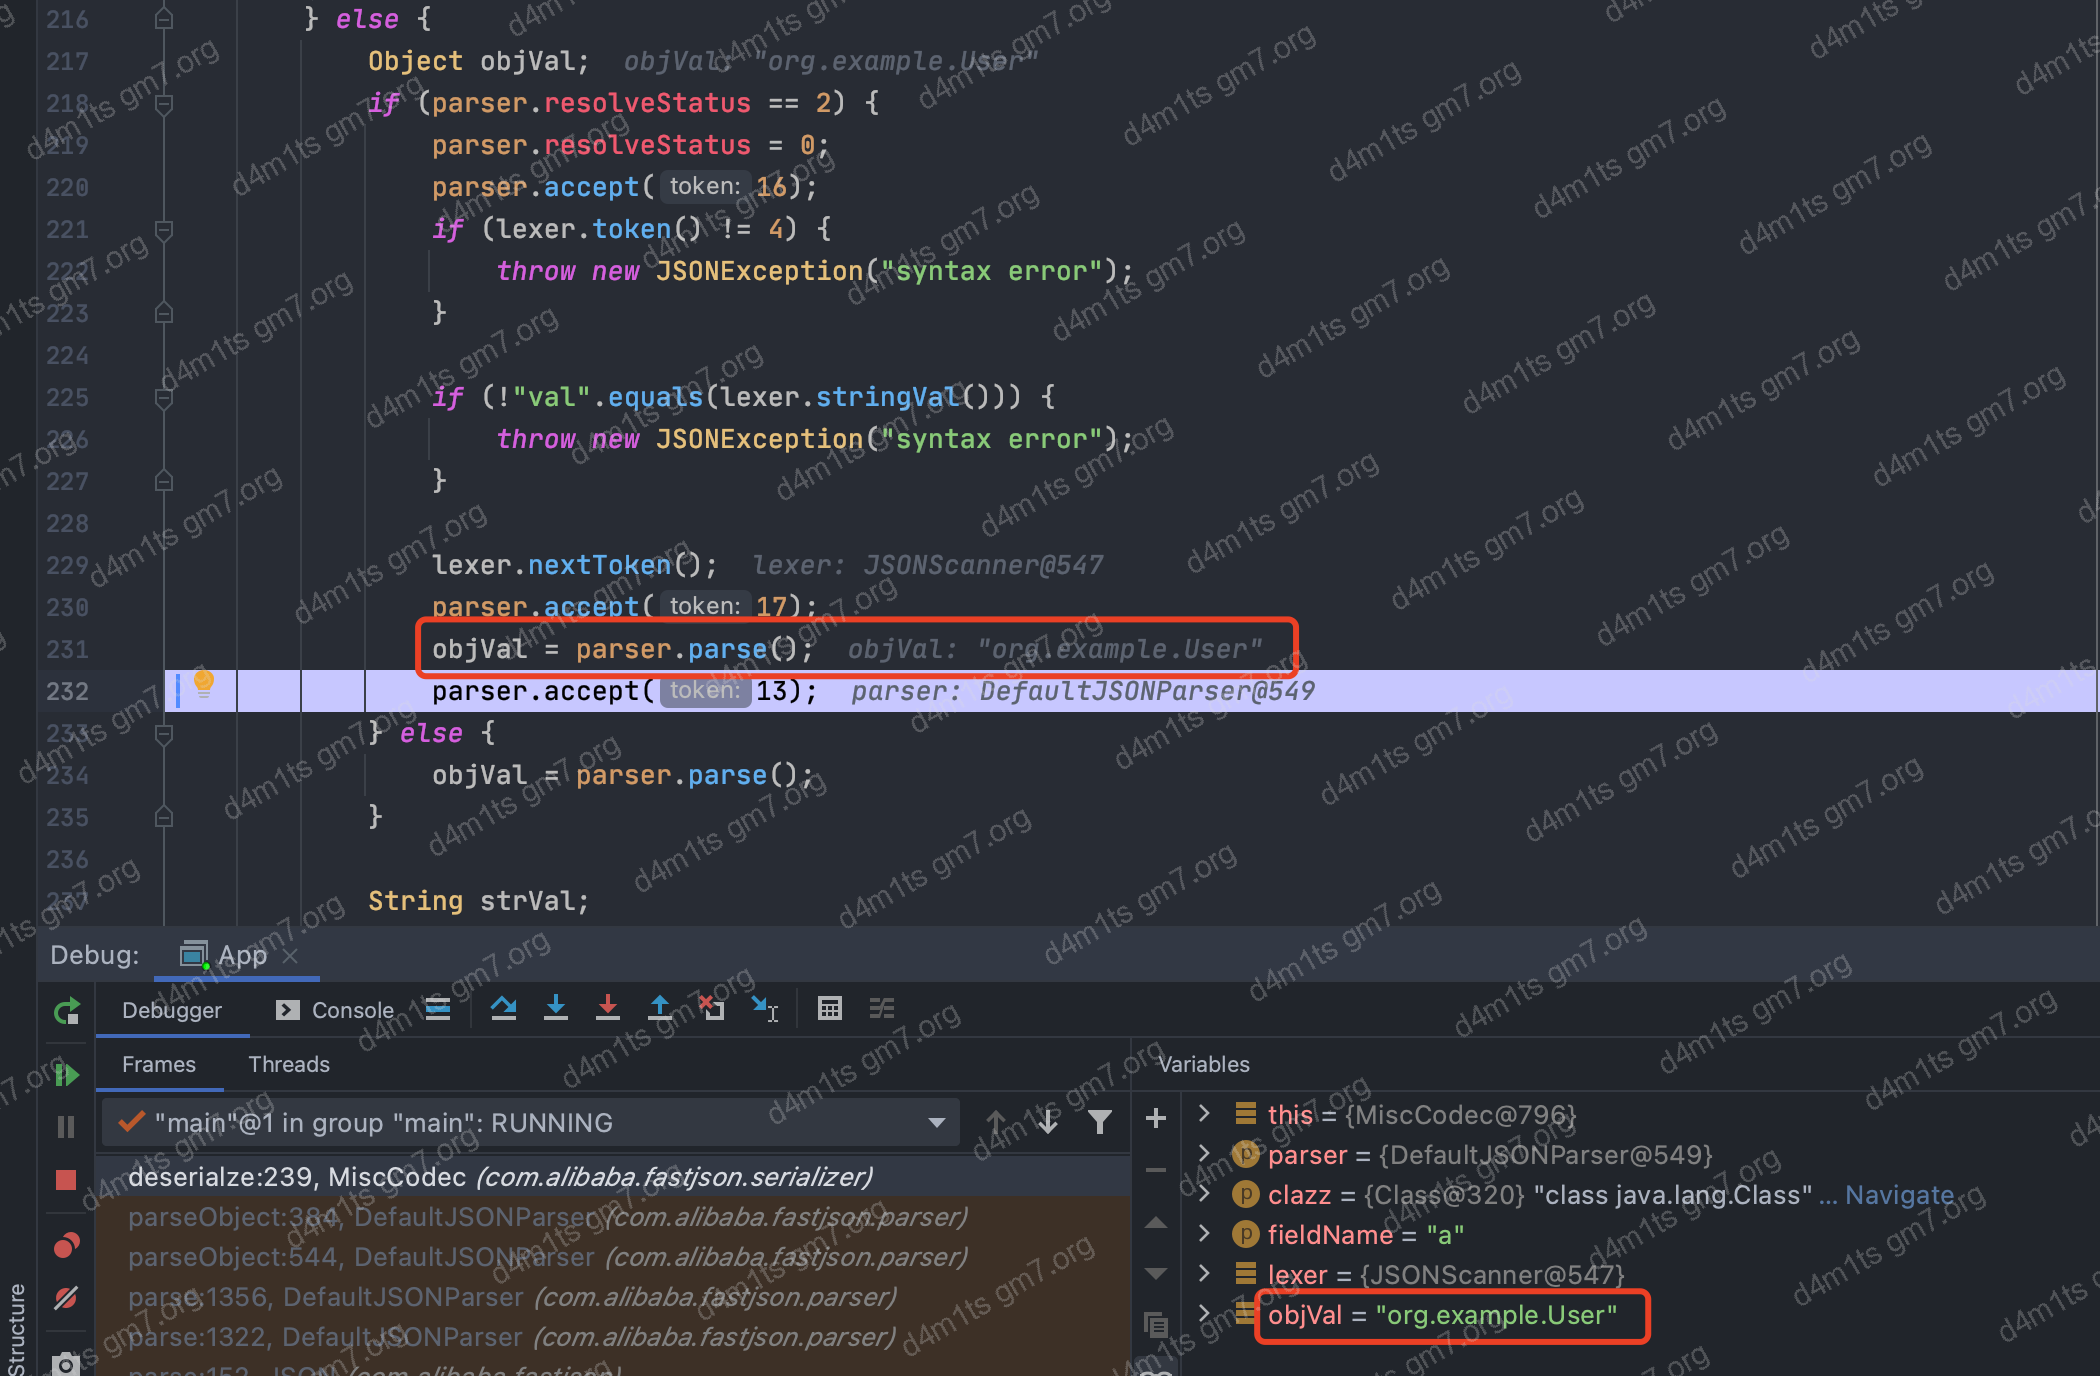 216 } else {
217 Object objVal; objVal: "org.example.User"
218 if (parser.resolveStatus == 2) {
219 parser.resolveStatus = 0;
220 parser.accept( token: 16);
221 if (lexer.token() != 4) {
222 throw new JSONException("syntax error");
223 }
224
225 if (!"val".equals(lexer.stringVal())) {
226 throw new JSONException("syntax error");
227 }
228
229 lexer.nextToken(); lexer: JSONScanner@547
230 parser.accept( token: 17);
231 objVal = parser.parse(); objVal: "org.example.User"
232 parser.accept( token: 13); parser: DefaultJSONParser@549
233 } else {
234 objVal = parser.parse();
235 }
236
237 String strVal;
Debug: App
Debugger Console
Frames Threads
"main"@1 in group "main": RUNNING
deserialze:239, MiscCodec (com.alibaba.fastjson.serializer)
parseObject:384, DefaultJSONParser (com.alibaba.fastjson.parser)
parseObject:544, DefaultJSONParser (com.alibaba.fastjson.parser)
parse:1356, DefaultJSONParser (com.alibaba.fastjson.parser)
parse:1322, DefaultJSONParser (com.alibaba.fastjson.parser)
parse:152, JSON (com.alibaba.fastjson)
Variables
this = {MiscCodec@796}
parser = {DefaultJSONParser@549}
clazz = {Class@320} "class java.lang.Class" ... Navigate
fieldName = "a"
lexer = {JSONScanner@547}
objVal = "org.example.User"
Structure
d4m1ts gm7.org